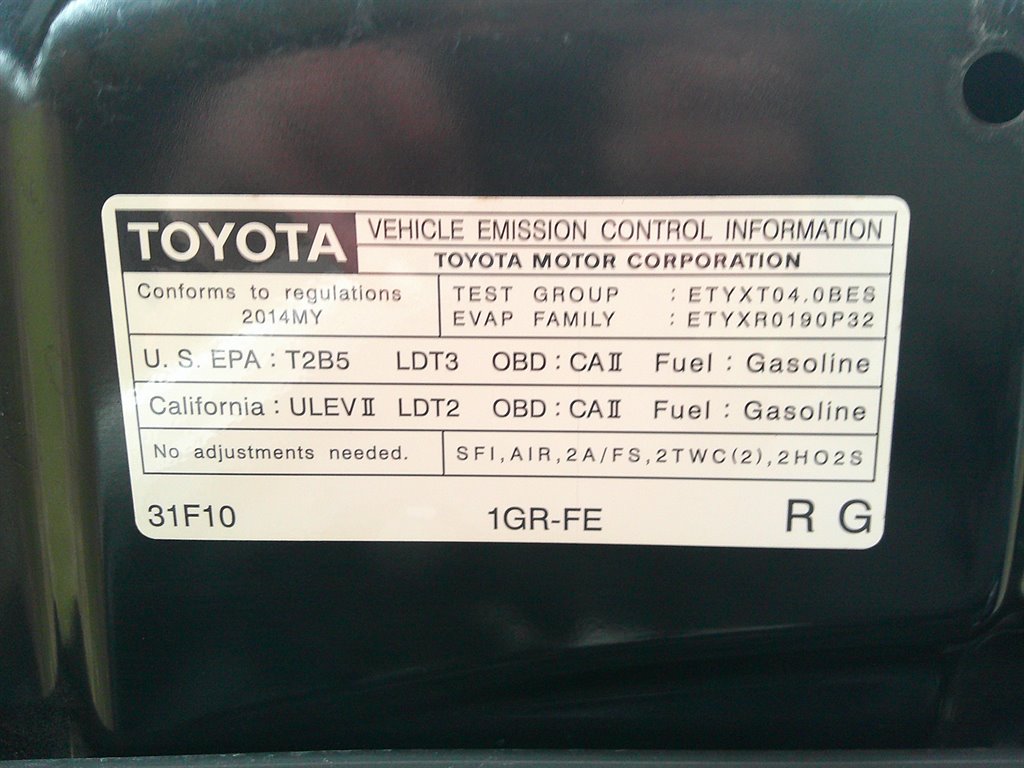 TOYOTA
VEHICLE EMISSION CONTROL INFORMATION
TOYOTA MOTOR CORPORATION
Conforms to regulations
2014MY
TEST GROUP : ETYXT04.0BES
EVAP FAMILY : ETYXR0190P32
U. S. EPA : T2B5 LDT3 OBD : CAⅡ Fuel : Gasoline
California : ULEVⅡ LDT2 OBD : CAⅡ Fuel : Gasoline
No adjustments needed.
SFI,AIR,2A/FS,2TWC(2),2HO2S
31F10 1GR-FE R G